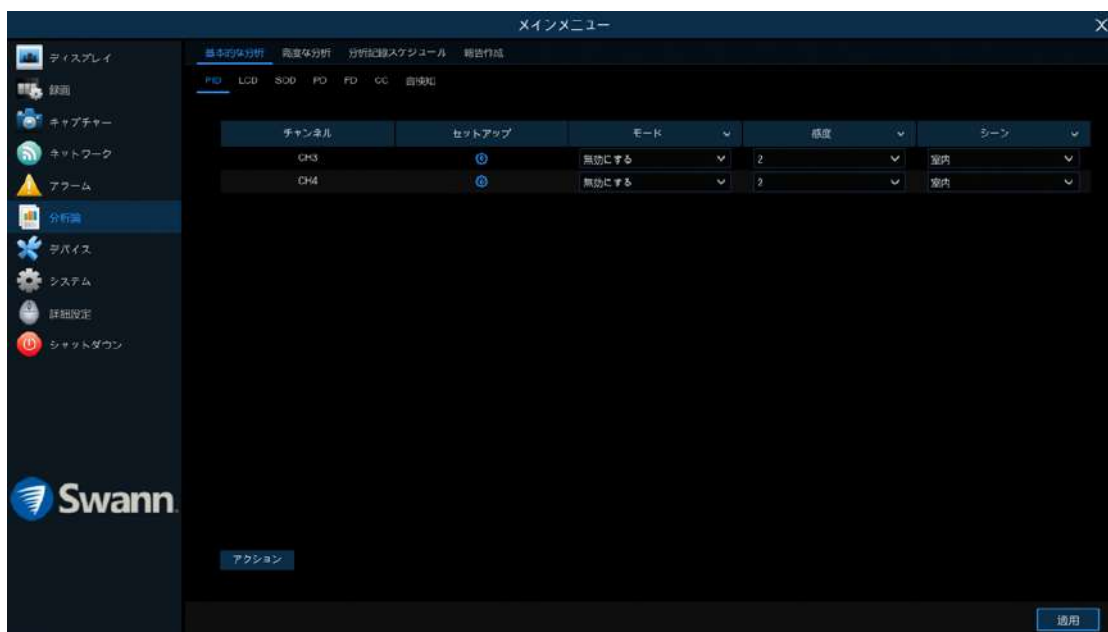 メインメニュー
X
ディスプレイ
録画
キャプチャー
ネットワーク
アラーム
分析論
デバイス
システム
詳細設定
シャットダウン
Swann
基本的な分析 高度な分析 分析記録スケジュール 報告作成
PID LCD SOD PD FD CC 音検知
チャンネル セットアップ モード 感度 シーン
CH3 無効にする 2 室内
CH4 無効にする 2 室内
アクション
適用